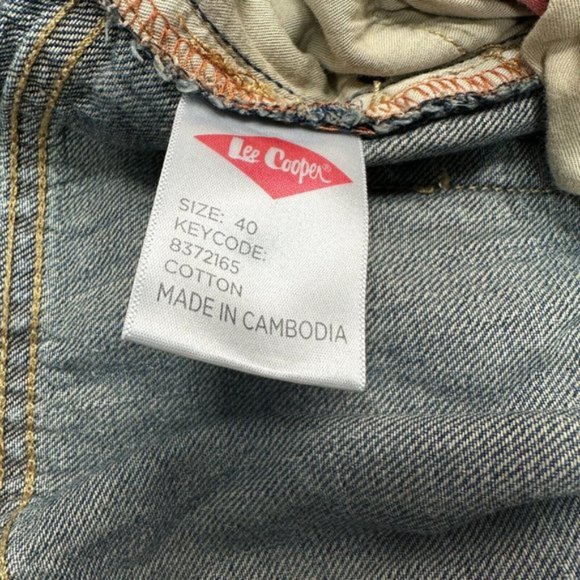 Lee Cooper®
SIZE: 40
KEYCODE:
8372165
COTTON
MADE IN CAMBODIA